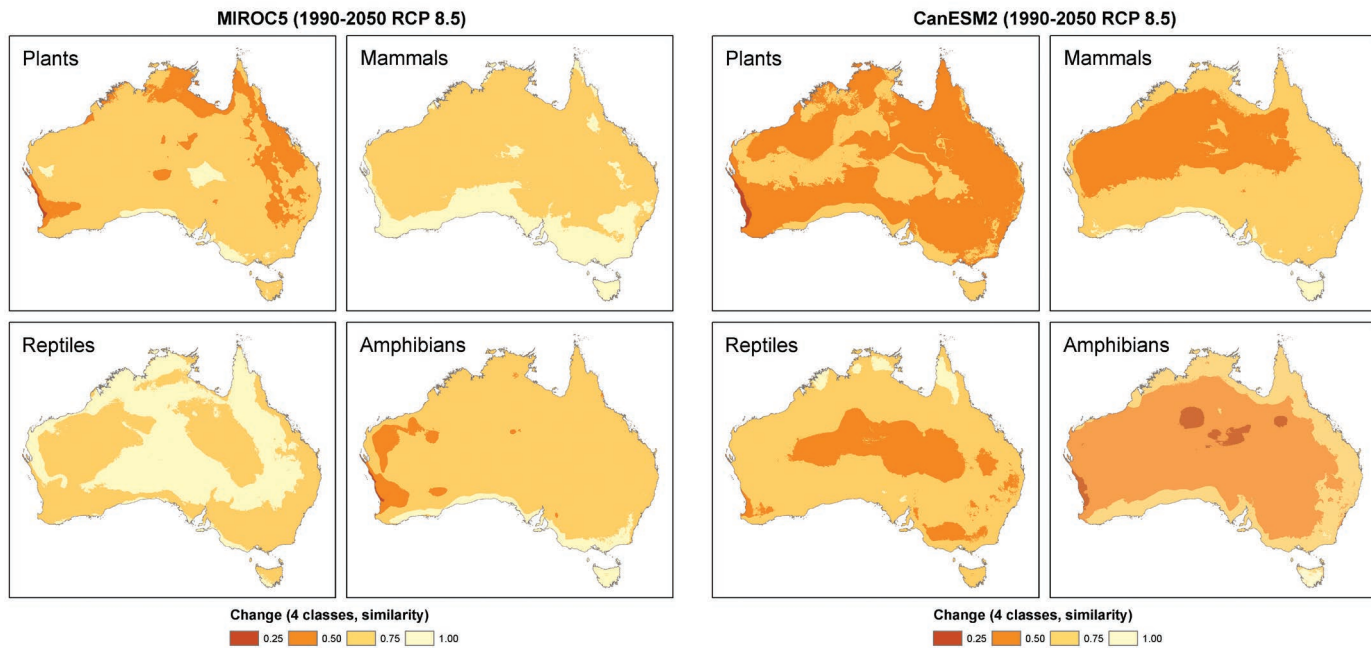 MIROC5 (1990-2050 RCP 8.5)
Plants
Mammals
Reptiles
Amphibians
Change (4 classes, similarity)
0.25 0.50 0.75 1.00
CanESM2 (1990-2050 RCP 8.5)
Plants
Mammals
Reptiles
Amphibians
Change (4 classes, similarity)
0.25 0.50 0.75 1.00